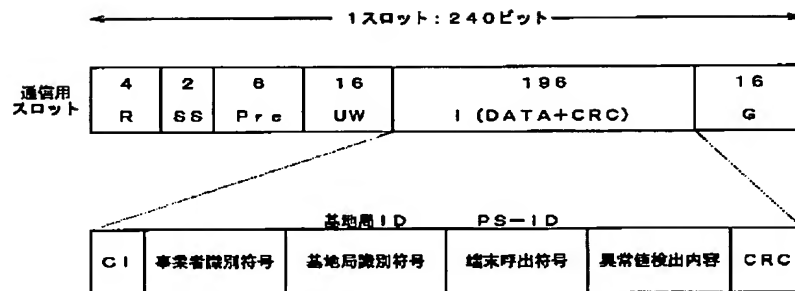 1スロット：240ビット
通信用
スロット
4 2 6 16 196 16
R SS Pre UW I (DATA+CRC) G
基地局ID PS-ID
CI 事業者識別符号 基地局識別符号 端末呼出符号 異常値検出内容 CRC